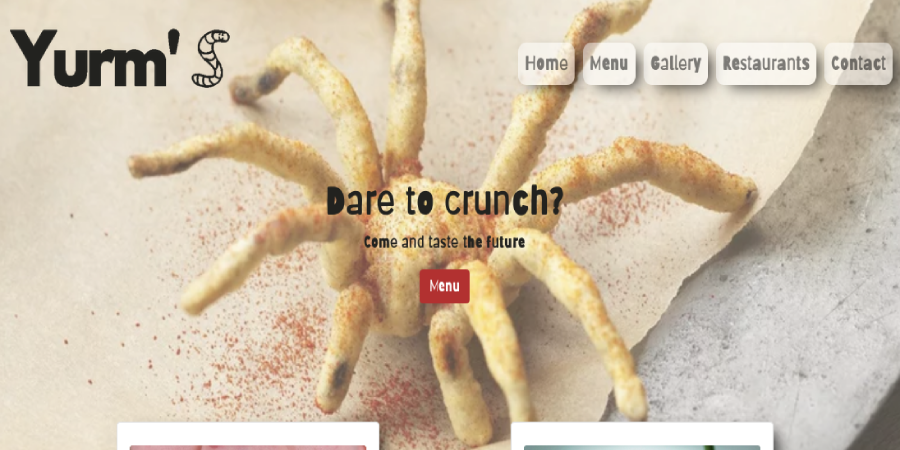 Yurm's
Home Menu Gallery Restaurants Contact
Dare to crunch?
Come and taste the future
Menu